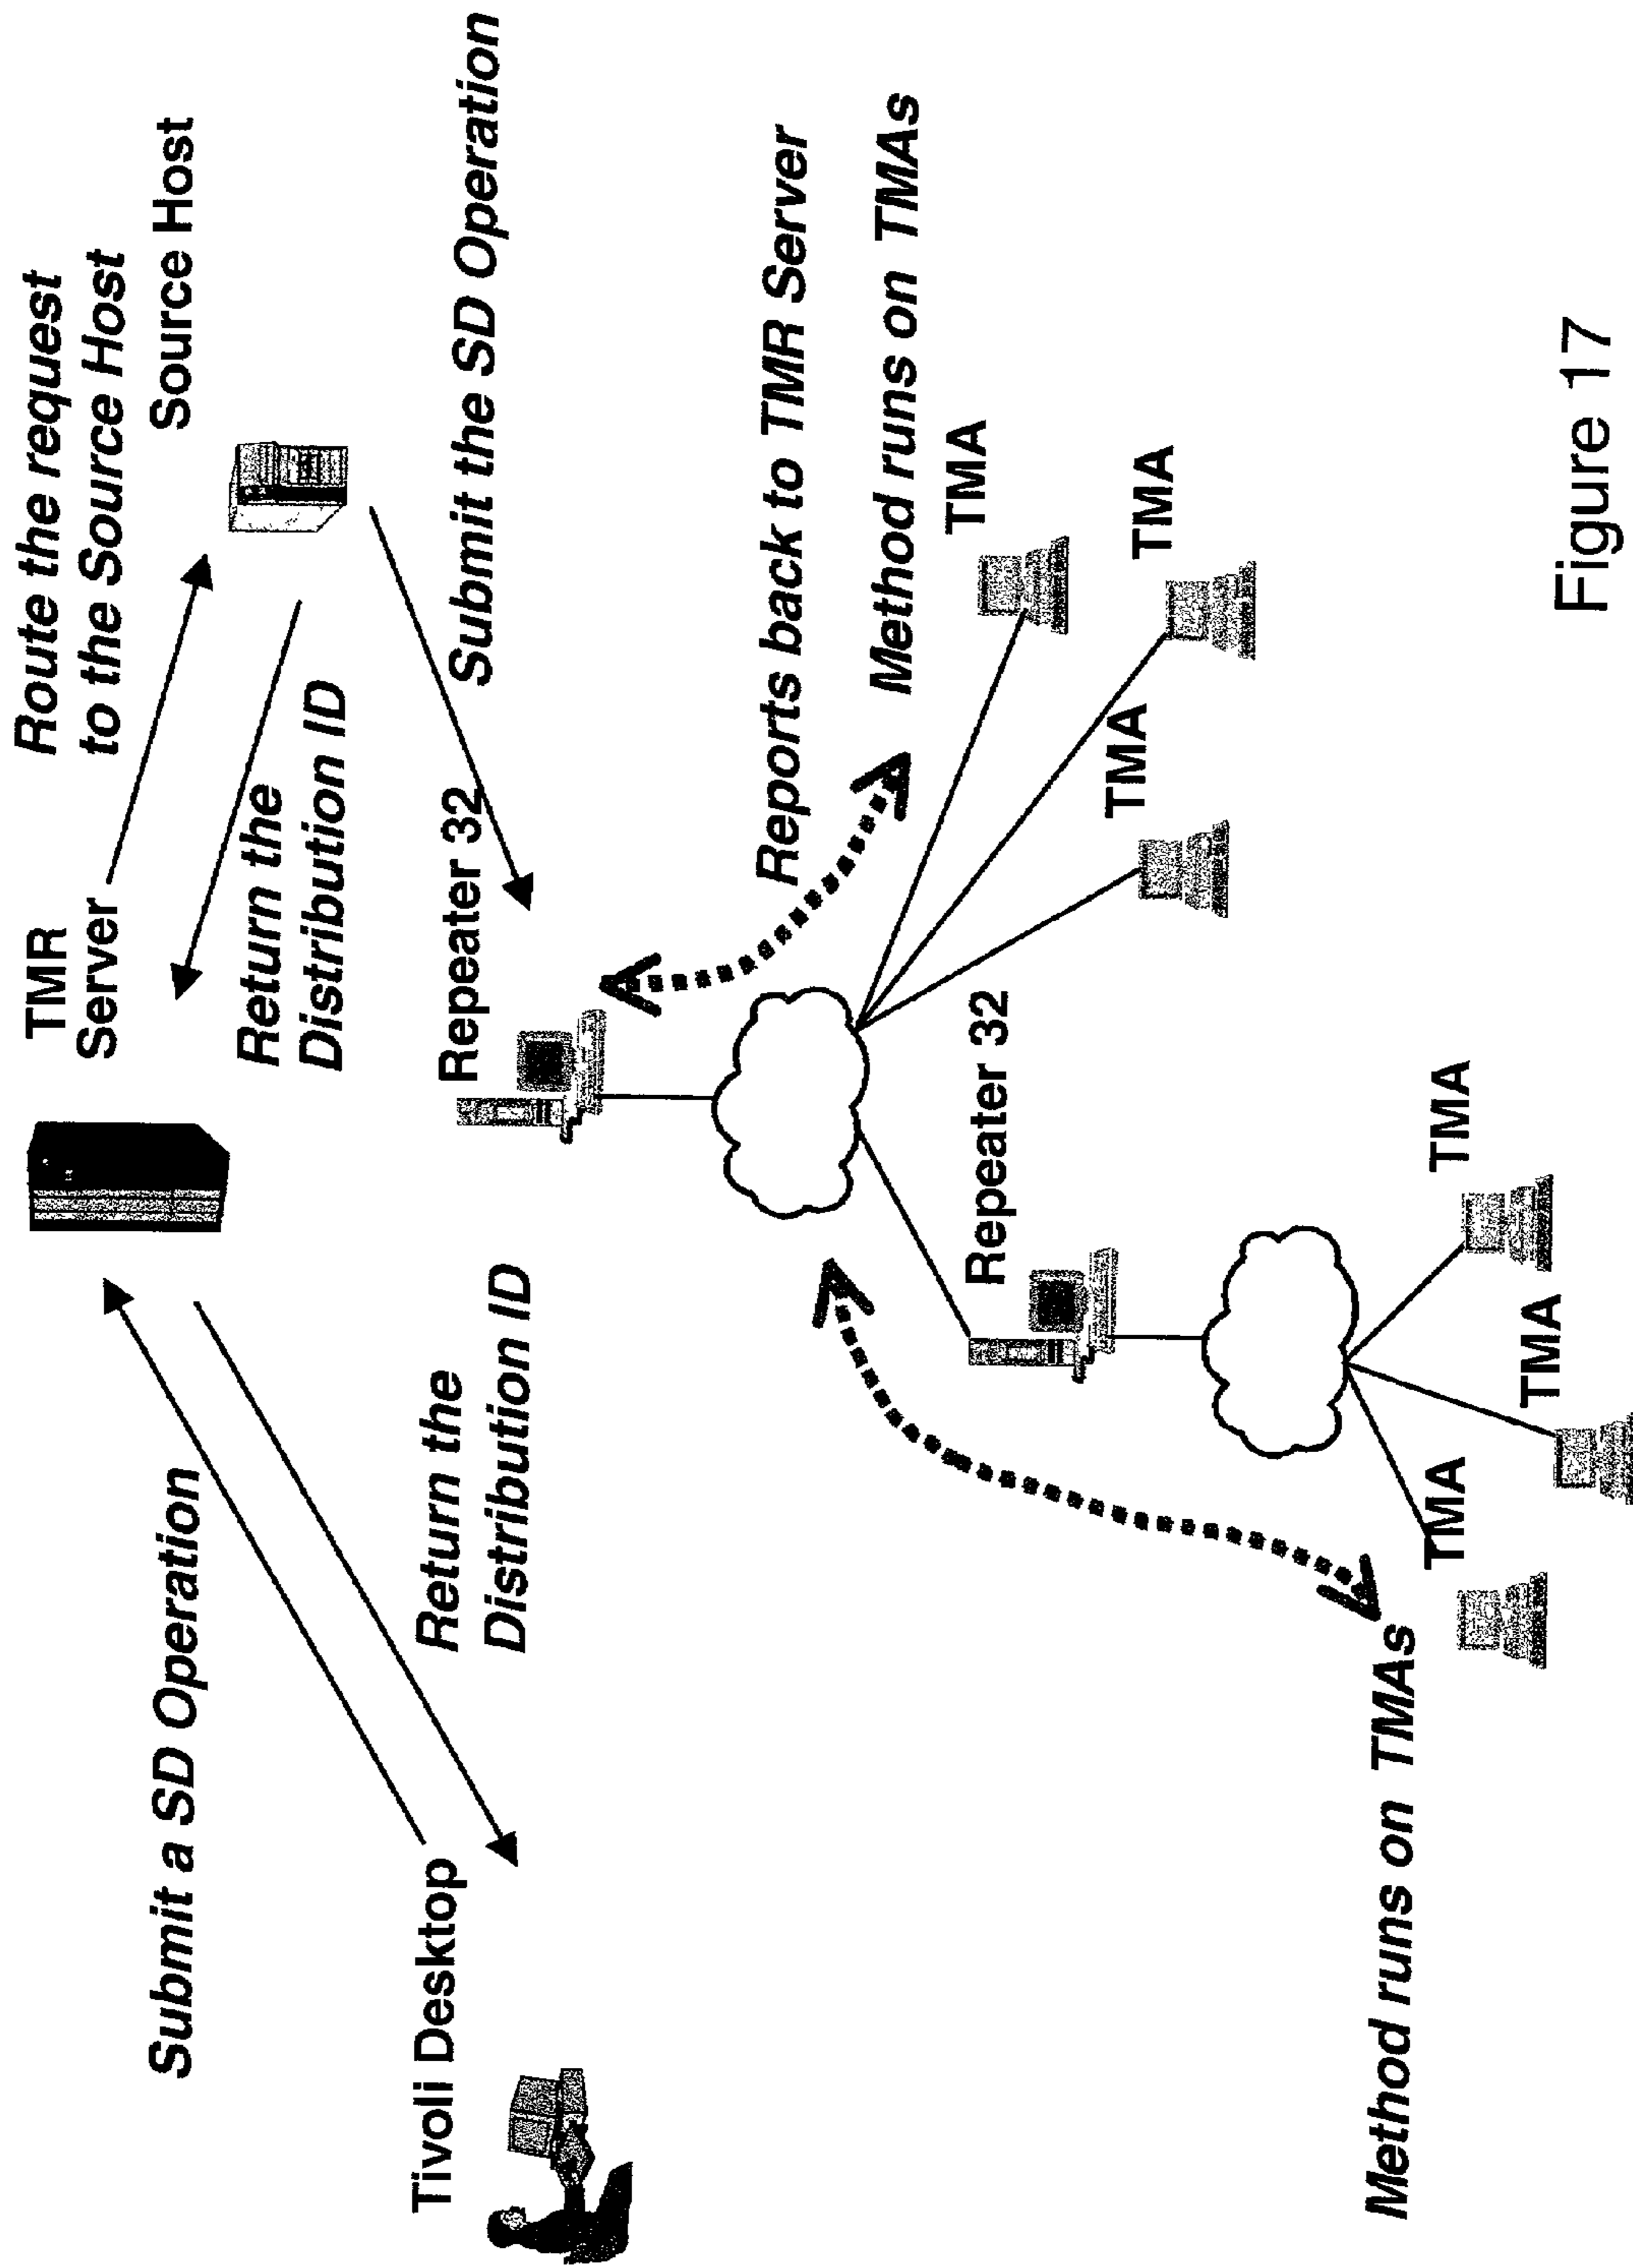 Submit a SD Operation
TMR
Server
Route the request
to the Source Host
Source Host
Return the
Distribution ID
Tivoli Desktop
Return the
Distribution ID
Repeater 32
Submit the SD Operation
Reports back to TMR Server
Method runs on TMAs
TMA
TMA
TMA
Repeater 32
TMA
TMA
TMA
Method runs on TMAs
Figure 17